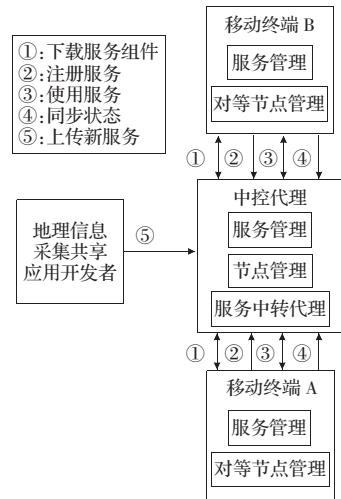 ①:下载服务组件
②:注册服务
③:使用服务
④:同步状态
⑤:上传新服务
移动终端 B
服务管理
对等节点管理
① ② ③ ④
中控代理
服务管理
节点管理
服务中转代理
地理信息
采集共享
应用开发者
⑤
① ② ③ ④
移动终端 A
服务管理
对等节点管理